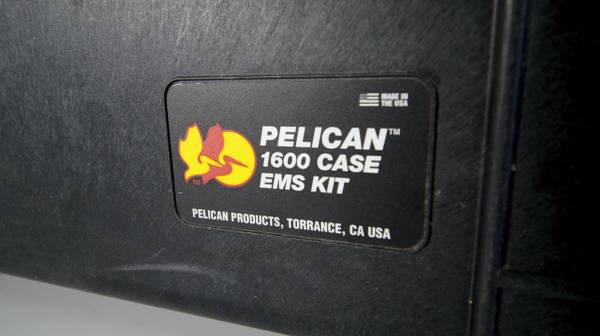 MADE IN
THE USA
PELICAN™
1600 CASE
EMS KIT
PELICAN PRODUCTS, TORRANCE, CA USA